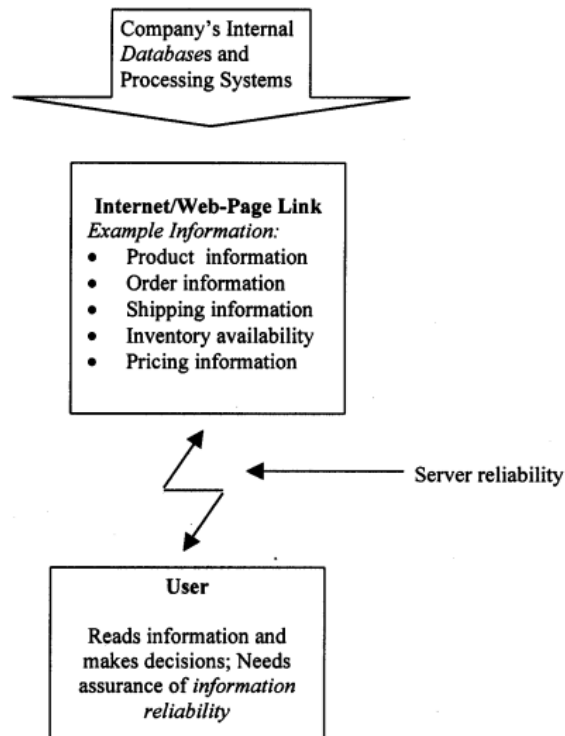 Company's Internal
Databases and
Processing Systems
Internet/Web-Page Link
Example Information:
• Product information
• Order information
• Shipping information
• Inventory availability
• Pricing information
Server reliability
User
Reads information and
makes decisions; Needs
assurance of information
reliability